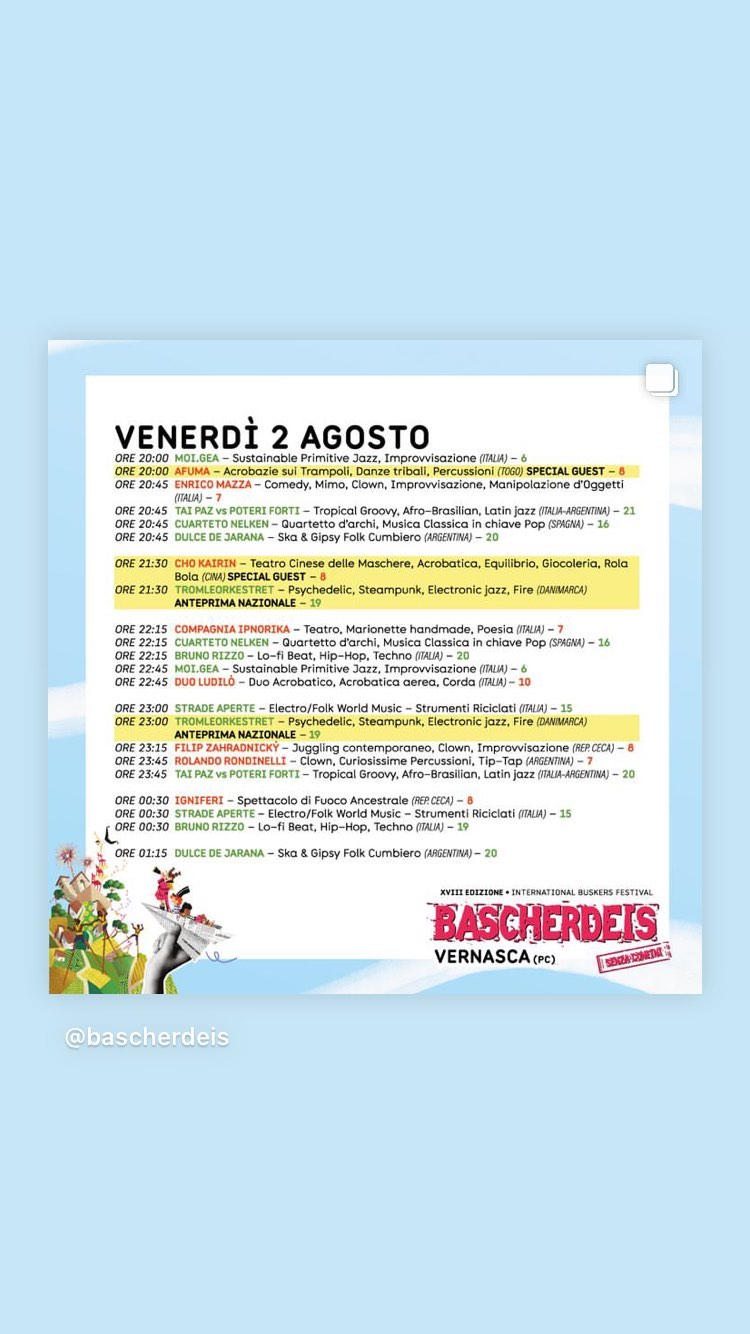 VENERDÌ 2 AGOSTO
ORE 20:00 MOI.GEA – Sustainable Primitive Jazz, Improvvisazione (ITALIA) – 6
ORE 20:00 AFUMA – Acrobazie sui Trampoli, Danze tribali, Percussioni (TOGO) SPECIAL GUEST – 8
ORE 20:45 ENRICO MAZZA – Comedy, Mimo, Clown, Improvvisazione, Manipolazione d'Oggetti
(ITALIA) – 7
ORE 20:45 TAI PAZ vs POTERI FORTI – Tropical Groovy, Afro-Brasilian, Latin jazz (ITALIA-ARGENTINA) – 21
ORE 20:45 CUARTETO NELKEN – Quartetto d'archi, Musica Classica in chiave Pop (SPAGNA) – 16
ORE 20:45 DULCE DE JARANA – Ska & Gipsy Folk Cumbiero (ARGENTINA) – 20
ORE 21:30 CHO KAIRIN – Teatro Cinese delle Maschere, Acrobatica, Equilibrio, Giocoleria, Rola
Bola (CINA) SPECIAL GUEST – 8
ORE 21:30 TROMLEORKESTRET – Psychedelic, Steampunk, Electronic jazz, Fire (DANIMARCA)
ANTEPRIMA NAZIONALE – 19
ORE 22:15 COMPAGNIA IPNORIKA – Teatro, Marionette handmade, Poesia (ITALIA) – 7
ORE 22:15 CUARTETO NELKEN – Quartetto d'archi, Musica Classica in chiave Pop (SPAGNA) – 16
ORE 22:15 BRUNO RIZZO – Lo-fi Beat, Hip-Hop, Techno (ITALIA) – 20
ORE 22:45 MOI.GEA – Sustainable Primitive Jazz, Improvvisazione (ITALIA) – 6
ORE 22:45 DUO LUDILÒ – Duo Acrobatico, Acrobatica aerea, Corda (ITALIA) – 10
ORE 23:00 STRADE APERTE – Electro/Folk World Music – Strumenti Riciclati (ITALIA) – 15
ORE 23:00 TROMLEORKESTRET – Psychedelic, Steampunk, Electronic jazz, Fire (DANIMARCA)
ANTEPRIMA NAZIONALE – 19
ORE 23:15 FILIP ZAHRADNICKÝ – Juggling contemporaneo, Clown, Improvvisazione (REP. CECA) – 8
ORE 23:45 ROLANDO RONDINELLI – Clown, Curiosissime Percussioni, Tip-Tap (ARGENTINA) – 7
ORE 23:45 TAI PAZ vs POTERI FORTI – Tropical Groovy, Afro-Brasilian, Latin jazz (ITALIA-ARGENTINA) – 20
ORE 00:30 IGNIFERI – Spettacolo di Fuoco Ancestrale (REP. CECA) – 8
ORE 00:30 STRADE APERTE – Electro/Folk World Music – Strumenti Riciclati (ITALIA) – 15
ORE 00:30 BRUNO RIZZO – Lo-fi Beat, Hip-Hop, Techno (ITALIA) – 19
ORE 01:15 DULCE DE JARANA – Ska & Gipsy Folk Cumbiero (ARGENTINA) – 20
XVIII EDIZIONE • INTERNATIONAL BUSKERS FESTIVAL
BASCHERDEIS
VERNASCA (PC)
SENZA CONFINI
@bascherdeis